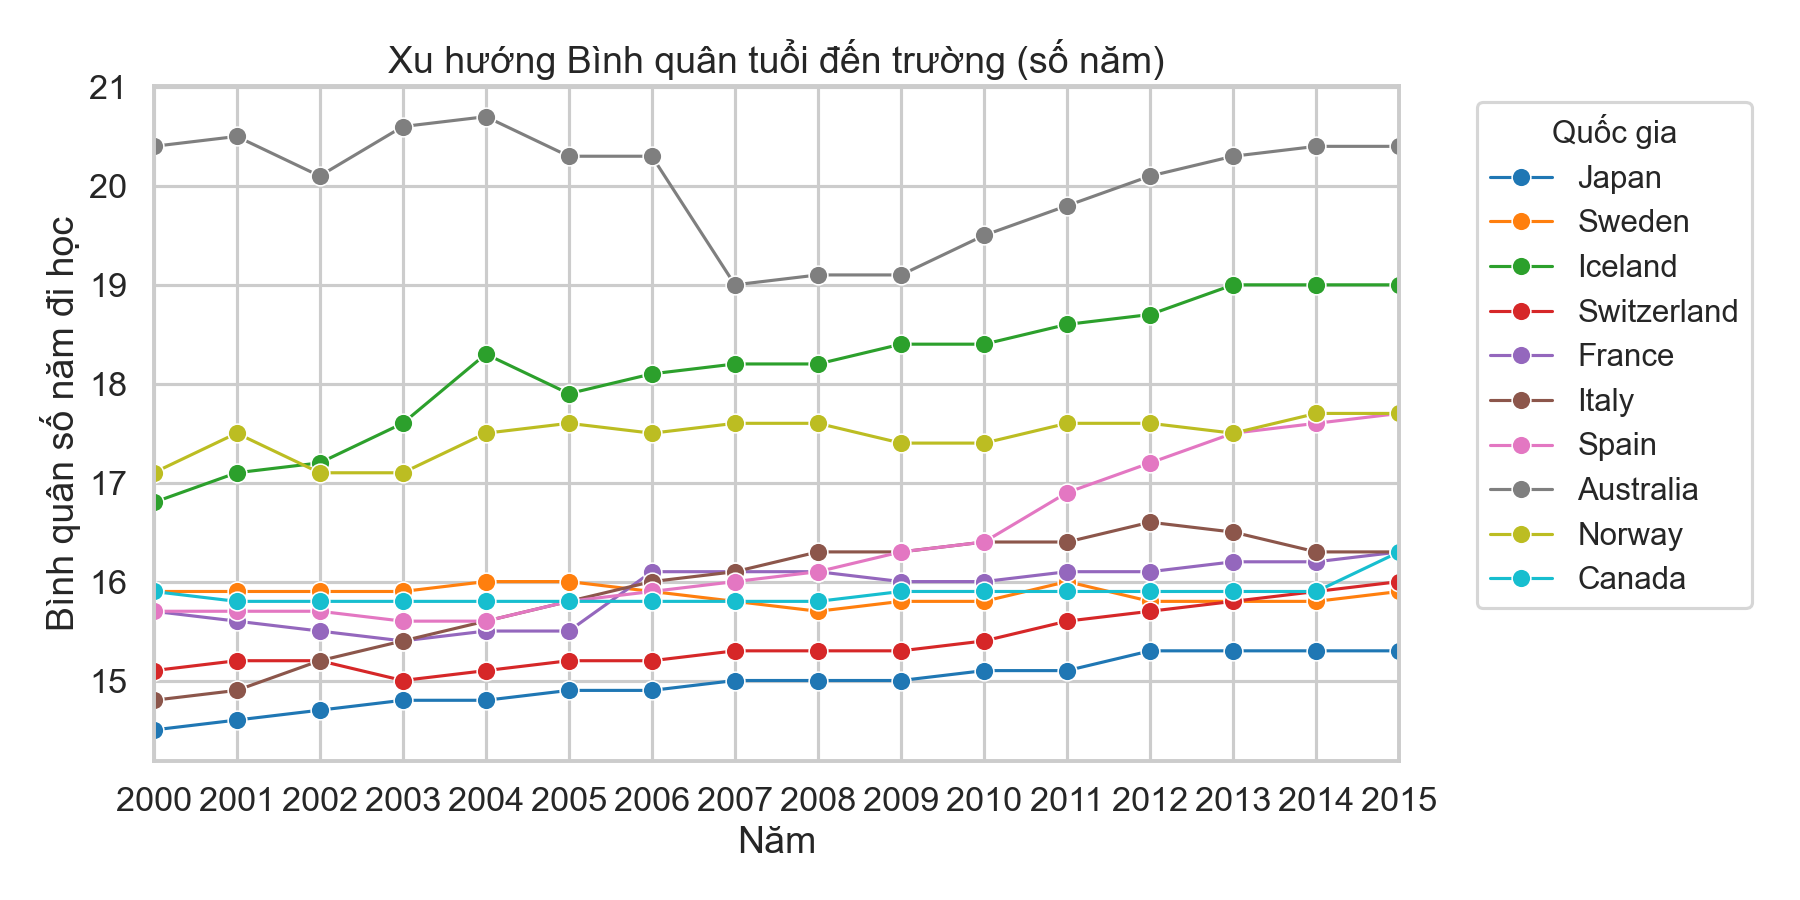 Xu hướng Bình quân tuổi đến trường (số năm)
21
20
19
18
17
16
15
Bình quân số năm đi học
2000 2001 2002 2003 2004 2005 2006 2007 2008 2009 2010 2011 2012 2013 2014 2015
Năm
Quốc gia
Japan
Sweden
Iceland
Switzerland
France
Italy
Spain
Australia
Norway
Canada